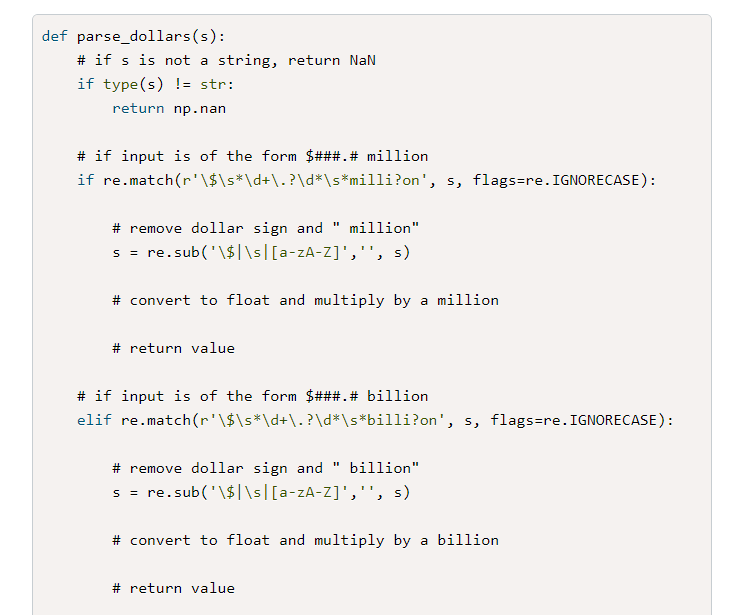 def parse_dollars(s):
    # if s is not a string, return NaN
    if type(s) != str:
        return np.nan

    # if input is of the form $###.# million
    if re.match(r'\$\s*\d+\.?\d*\s*milli?on', s, flags=re.IGNORECASE):

        # remove dollar sign and " million"
        s = re.sub('\$|\s|[a-zA-Z]','', s)

        # convert to float and multiply by a million

        # return value

    # if input is of the form $###.# billion
    elif re.match(r'\$\s*\d+\.?\d*\s*billi?on', s, flags=re.IGNORECASE):

        # remove dollar sign and " billion"
        s = re.sub('\$|\s|[a-zA-Z]','', s)

        # convert to float and multiply by a billion

        # return value